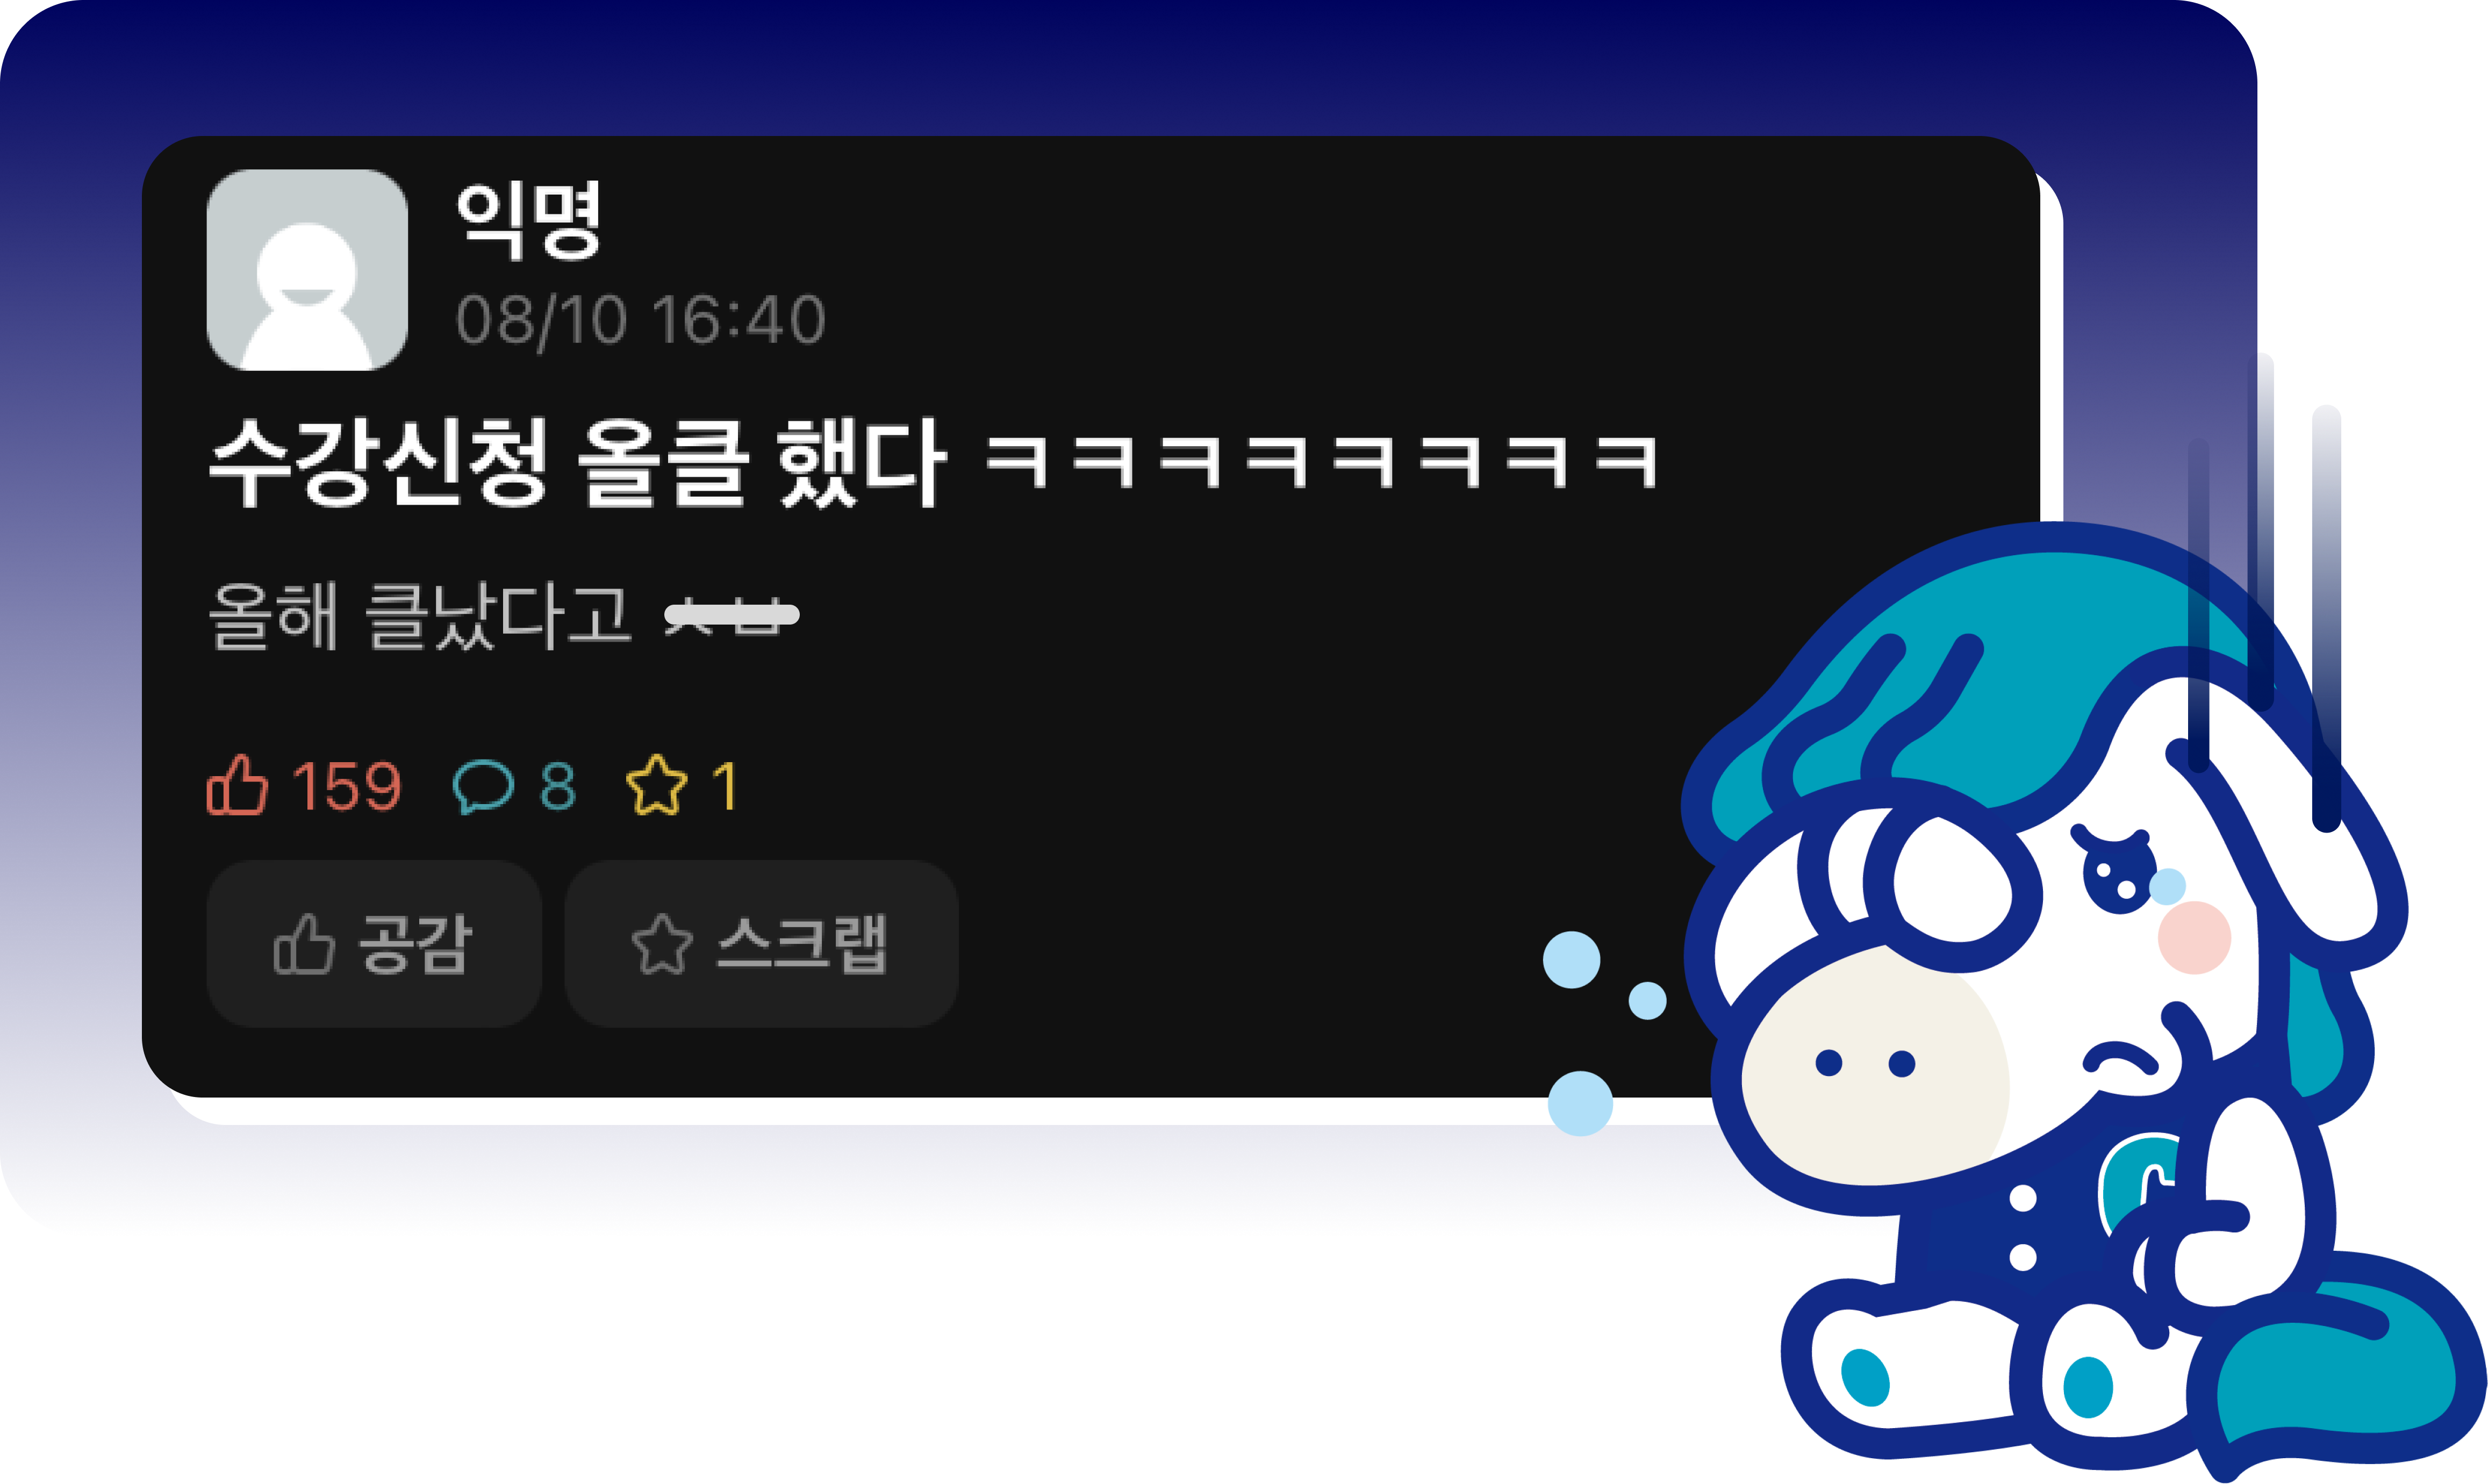 익명
08/10 16:40
수강신청 올클 했다 ㅋㅋㅋㅋㅋㅋㅋㅋ
올해 클났다고
159 8 1
공감 스크랩